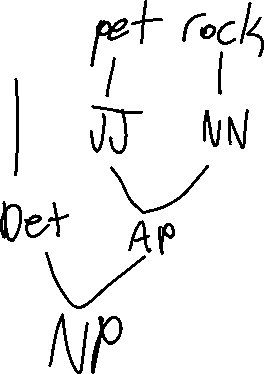 pet rock
JJ NN
Det AP
NP